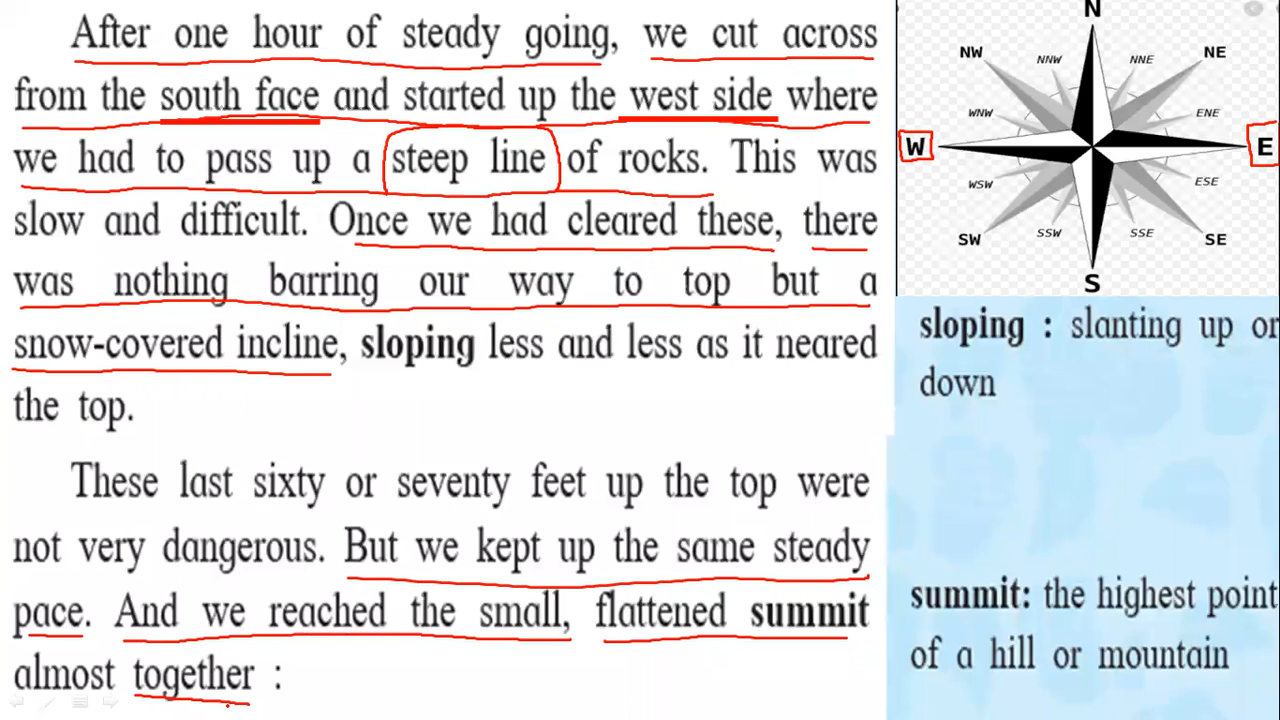 After one hour of steady going, we cut across
from the south face and started up the west side where
we had to pass up a steep line of rocks. This was
slow and difficult. Once we had cleared these, there
was nothing barring our way to top but a
snow-covered incline, sloping less and less as it neared
the top.
These last sixty or seventy feet up the top were
not very dangerous. But we kept up the same steady
pace. And we reached the small, flattened summit
almost together :
N
NW
NNW
NNE
NE
WNW
ENE
W
E
WSW
ESE
SW
SSW
SSE
SE
S
sloping : slanting up or
down
summit: the highest point
of a hill or mountain